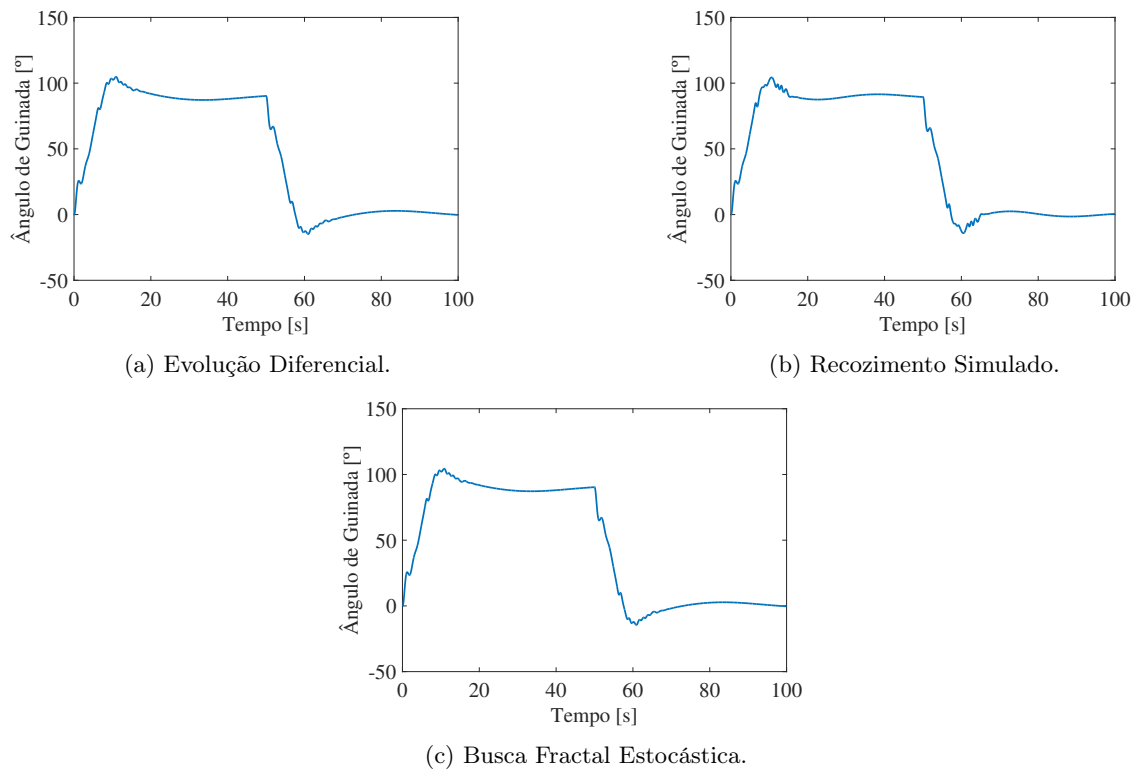 150
100
50
0
-50
0 20 40 60 80 100
Ângulo de Guinada [º]
Tempo [s]
(a) Evolução Diferencial.
150
100
50
0
-50
0 20 40 60 80 100
Ângulo de Guinada [º]
Tempo [s]
(b) Recozimento Simulado.
150
100
50
0
-50
0 20 40 60 80 100
Ângulo de Guinada [º]
Tempo [s]
(c) Busca Fractal Estocástica.